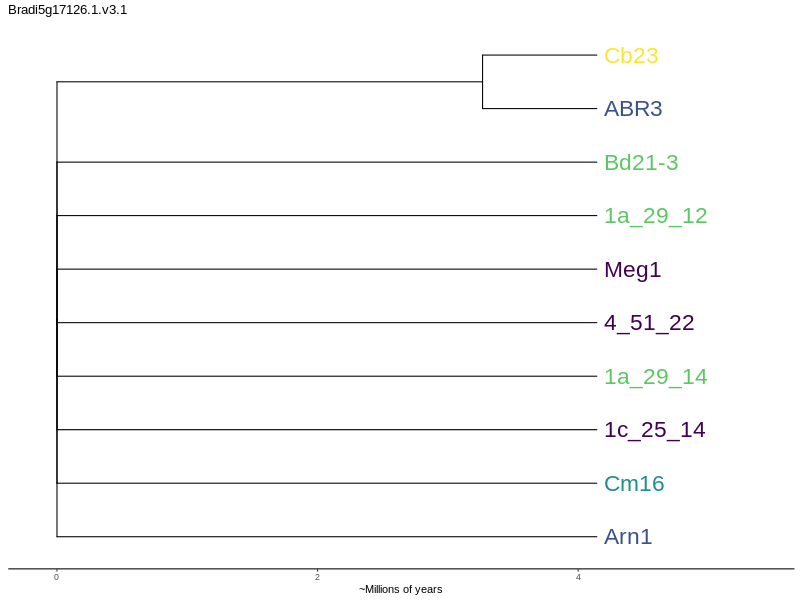 Bradi5g17126.1.v3.1
Cb23
ABR3
Bd21-3
1a_29_12
Meg1
4_51_22
1a_29_14
1c_25_14
Cm16
Arn1
0 2 4
~Millions of years